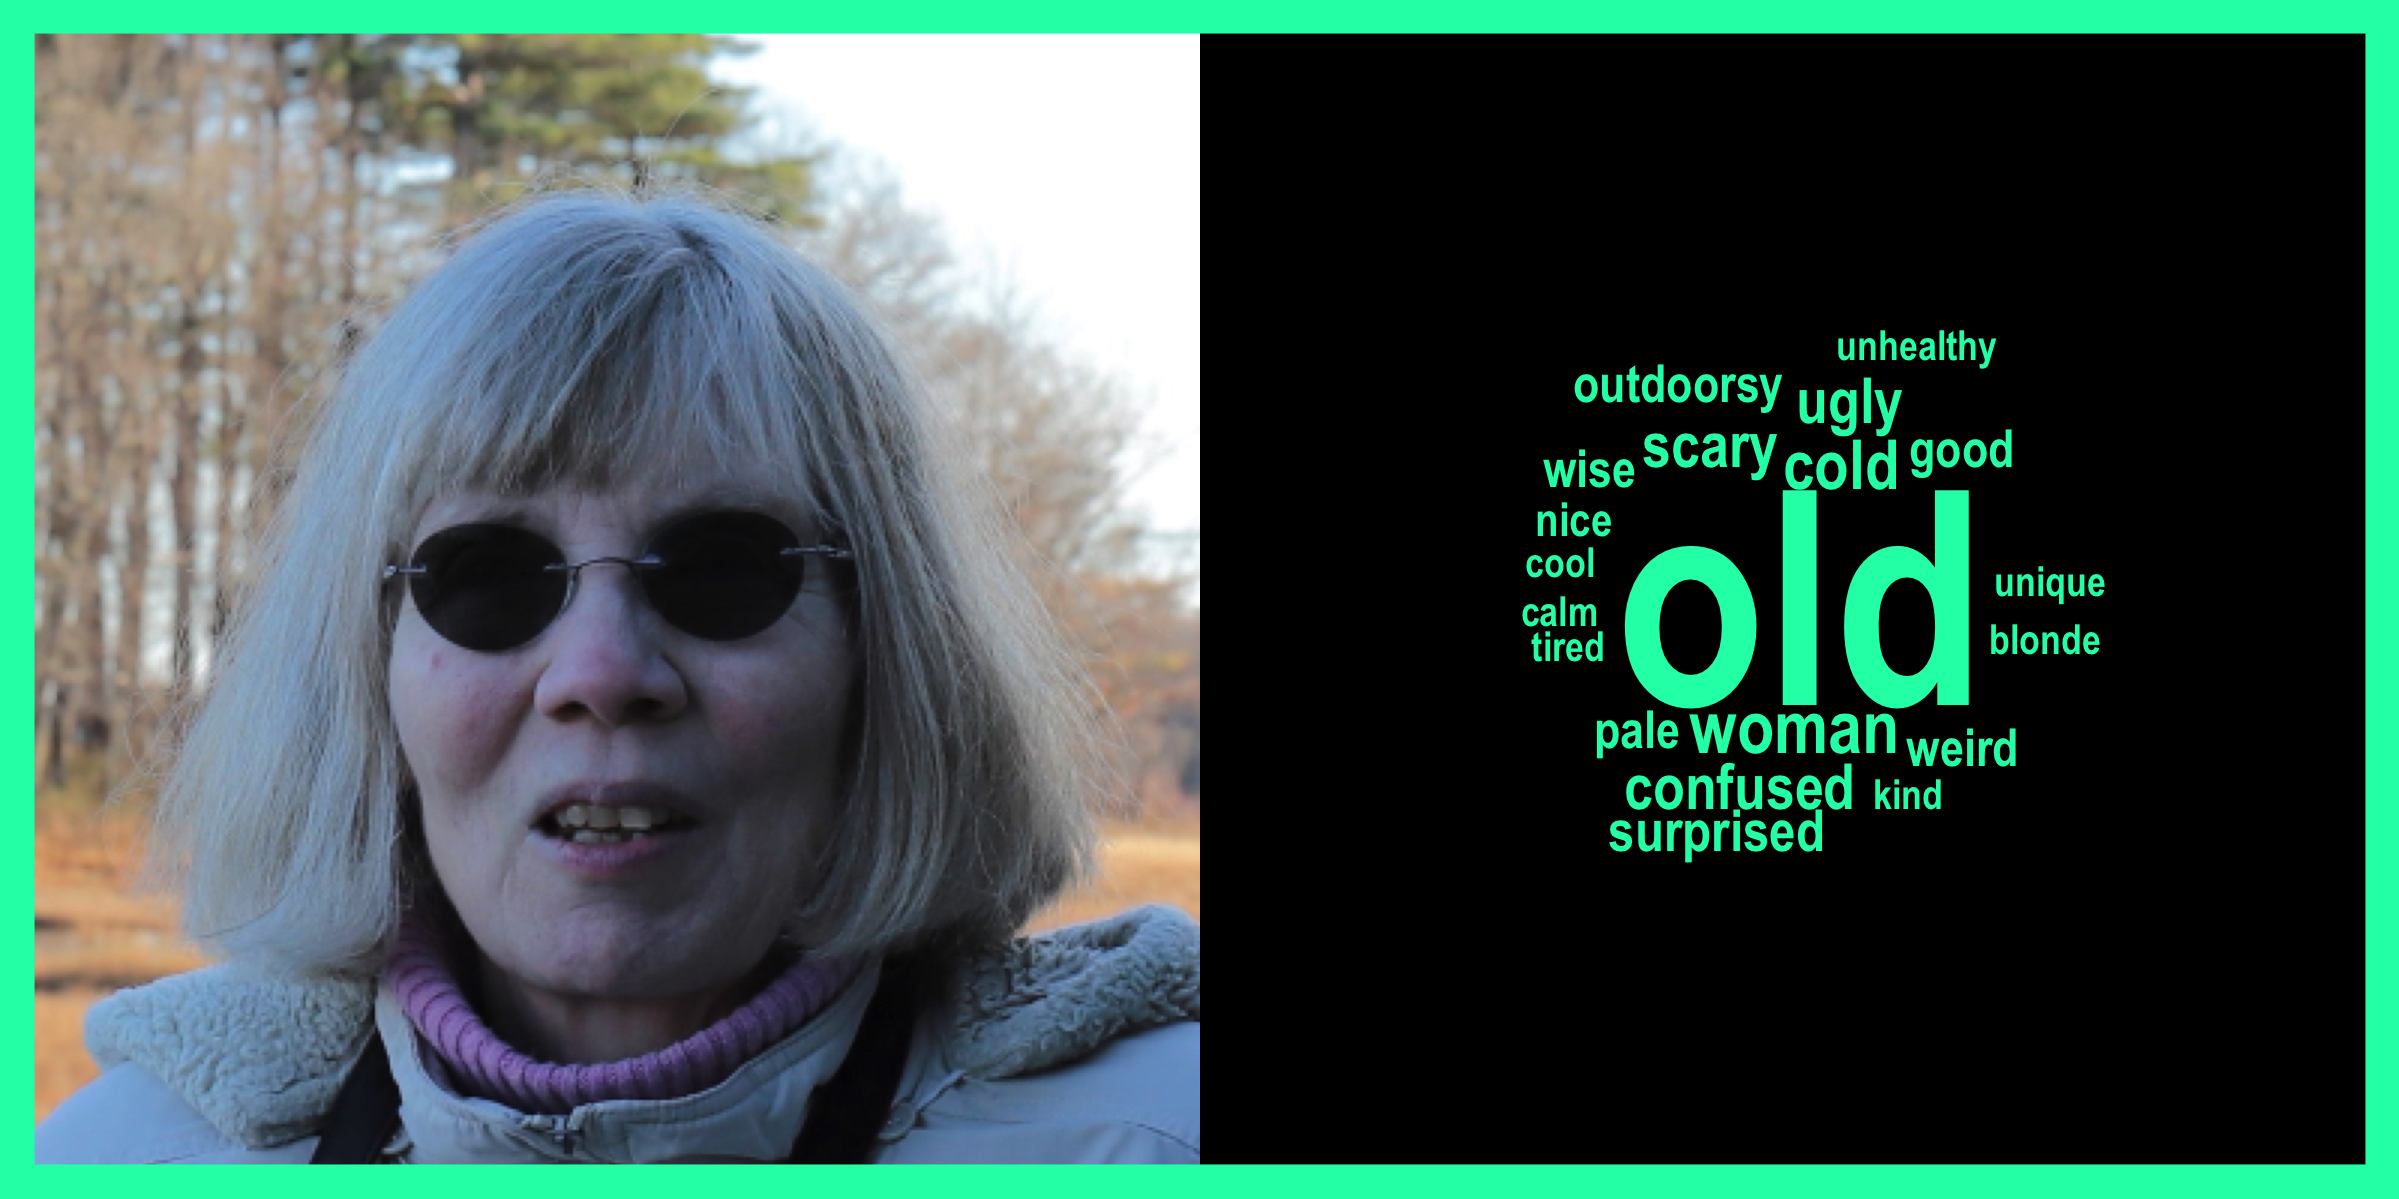 unhealthy
outdoorsy ugly
wise scary cold good
nice
cool
old
unique
calm
tired
blonde
pale woman weird
confused kind
surprised